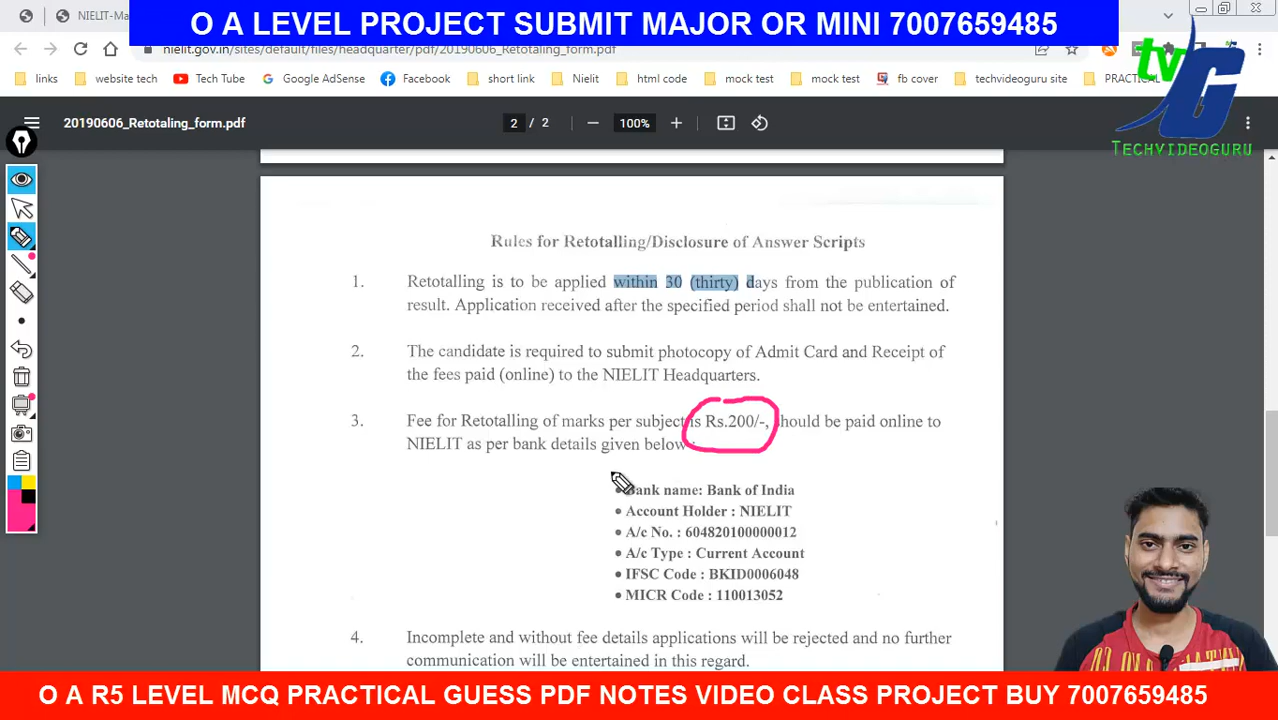 O A LEVEL PROJECT SUBMIT MAJOR OR MINI 7007659485
NIELIT-Ma
nielit.gov.in/sites/default/files/headquarter/pdf/20190606_Retotaling_form.pdf
links
website tech
Tech Tube
Google AdSense
Facebook
short link
Nielit
html code
mock test
mock test
fb cover
techvideoguru site
PRACTICAL
tv
G
TECHVIDEOGURU
20190606_Retotaling_form.pdf
2 / 2
100%
Rules for Retotalling/Disclosure of Answer Scripts
1. Retotalling is to be applied within 30 (thirty) days from the publication of
result. Application received after the specified period shall not be entertained.
2. The candidate is required to submit photocopy of Admit Card and Receipt of
the fees paid (online) to the NIELIT Headquarters.
3. Fee for Retotalling of marks per subject is Rs.200/-, should be paid online to
NIELIT as per bank details given below:
• Bank name: Bank of India
• Account Holder : NIELIT
• A/c No. : 604820100000012
• A/c Type : Current Account
• IFSC Code : BKID0006048
• MICR Code : 110013052
4. Incomplete and without fee details applications will be rejected and no further
communication will be entertained in this regard.
O A R5 LEVEL MCQ PRACTICAL GUESS PDF NOTES VIDEO CLASS PROJECT BUY 7007659485